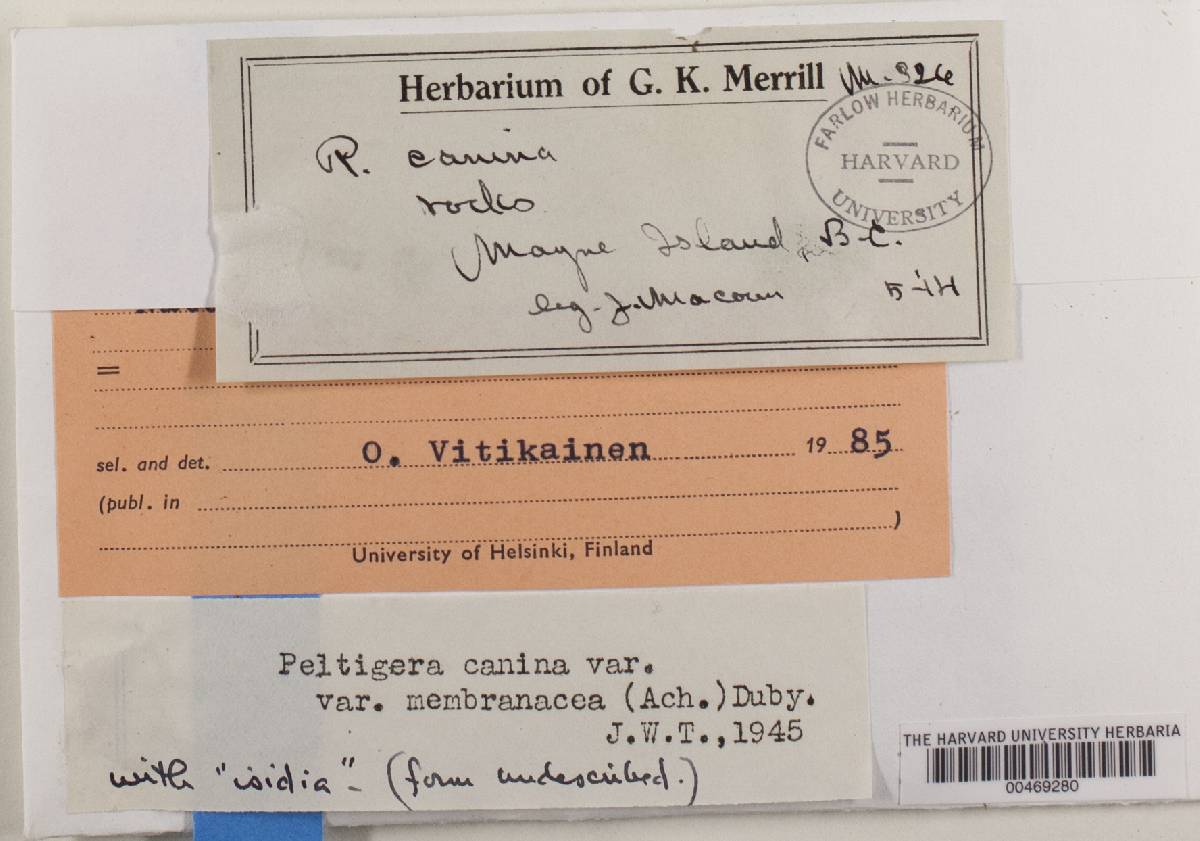 Herbarium of G. K. Merrill M-326
FARLOW HERBARIUM
HARVARD
UNIVERSITY
P. canina
rocks
Mayne Island B.C.
leg. J. Macoun
=
sel. and det. O. Vitikainen 19 85
(publ. in
)
University of Helsinki, Finland
Peltigera canina var.
var. membranacea (Ach.) Duby.
J.W.T., 1945
with "isidia" - (form undescribed.)
THE HARVARD UNIVERSITY HERBARIA
00469280